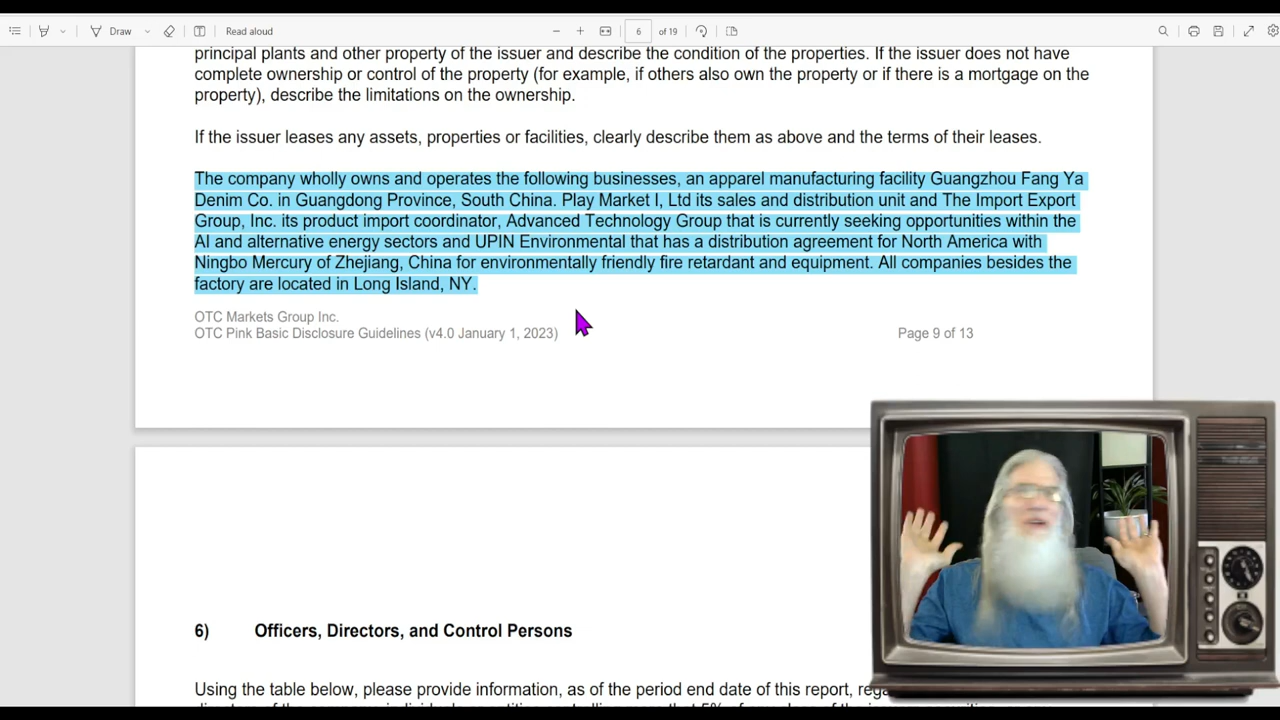 Draw
Read aloud
6 of 19
principal plants and other property of the issuer and describe the condition of the properties. If the issuer does not have
complete ownership or control of the property (for example, if others also own the property or if there is a mortgage on the
property), describe the limitations on the ownership.
If the issuer leases any assets, properties or facilities, clearly describe them as above and the terms of their leases.
The company wholly owns and operates the following businesses, an apparel manufacturing facility Guangzhou Fang Ya
Denim Co. in Guangdong Province, South China. Play Market I, Ltd its sales and distribution unit and The Import Export
Group, Inc. its product import coordinator, Advanced Technology Group that is currently seeking opportunities within the
AI and alternative energy sectors and UPIN Environmental that has a distribution agreement for North America with
Ningbo Mercury of Zhejiang, China for environmentally friendly fire retardant and equipment. All companies besides the
factory are located in Long Island, NY.
OTC Markets Group Inc.
OTC Pink Basic Disclosure Guidelines (v4.0 January 1, 2023)
Page 9 of 13
6) Officers, Directors, and Control Persons
Using the table below, please provide information, as of the period end date of this report,